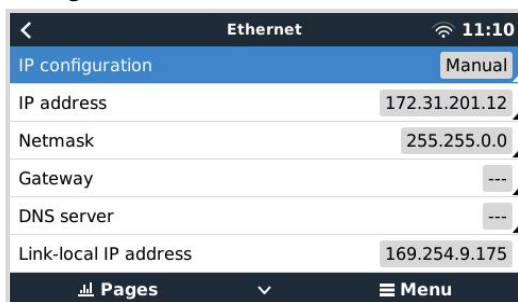 Ethernet 11:10
IP configuration Manual
IP address 172.31.201.12
Netmask 255.255.0.0
Gateway ---
DNS server ---
Link-local IP address 169.254.9.175
Pages Menu